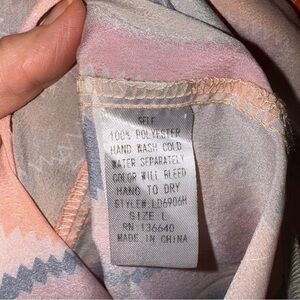 SELF
100% POLYESTER
HAND WASH COLD
WATER SEPARATELY
COLOR WILL BLEED
HANG TO DRY
STYLE#LD6906H
SIZE L
RN 136640
MADE IN CHINA